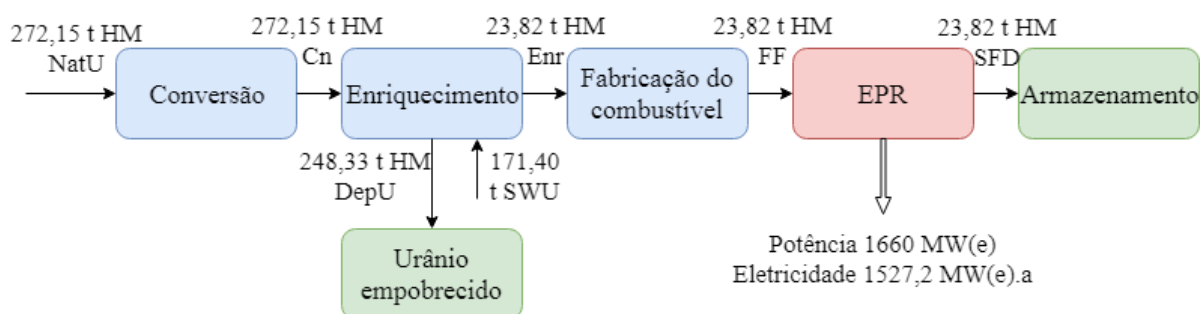 272,15 t HM
NatU
Conversão
272,15 t HM
Cn
Enriquecimento
23,82 t HM
Enr
Fabricação do
combustível
23,82 t HM
FF
EPR
23,82 t HM
SFD
Armazenamento
248,33 t HM
DepU
171,40
t SWU
Urânio
empobrecido
Potência 1660 MW(e)
Eletricidade 1527,2 MW(e).a